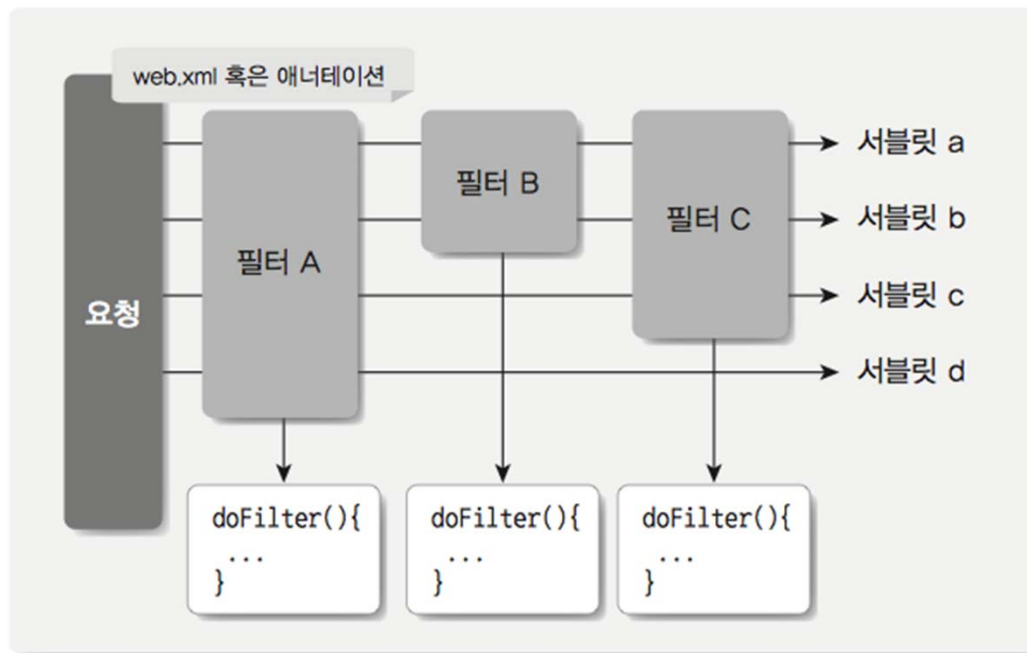 web.xml 혹은 애너테이션
요청
필터 A
필터 B
필터 C
서블릿 a
서블릿 b
서블릿 c
서블릿 d
doFilter(){
...
}
doFilter(){
...
}
doFilter(){
...
}